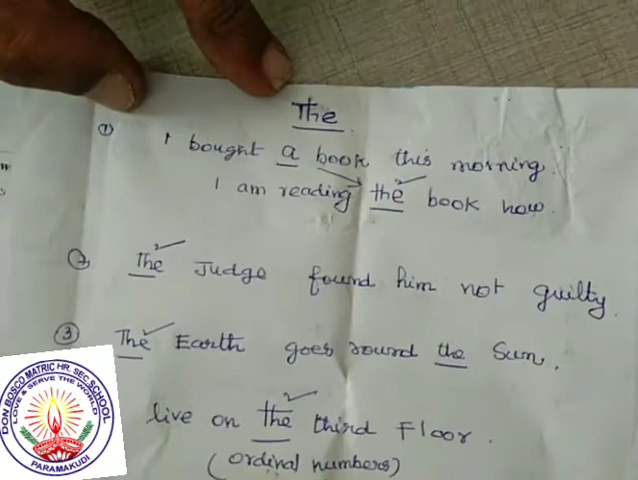 The
① I bought a book this morning.
I am reading the book now.
② The Judge found him not guilty.
③ The Earth goes round the Sun.
live on the third Floor.
(ordinal numbers)
DON BOSCO MATRIC HR. SEC SCHOOL
LOVE & SERVE THE WORLD
PARAMAKUDI